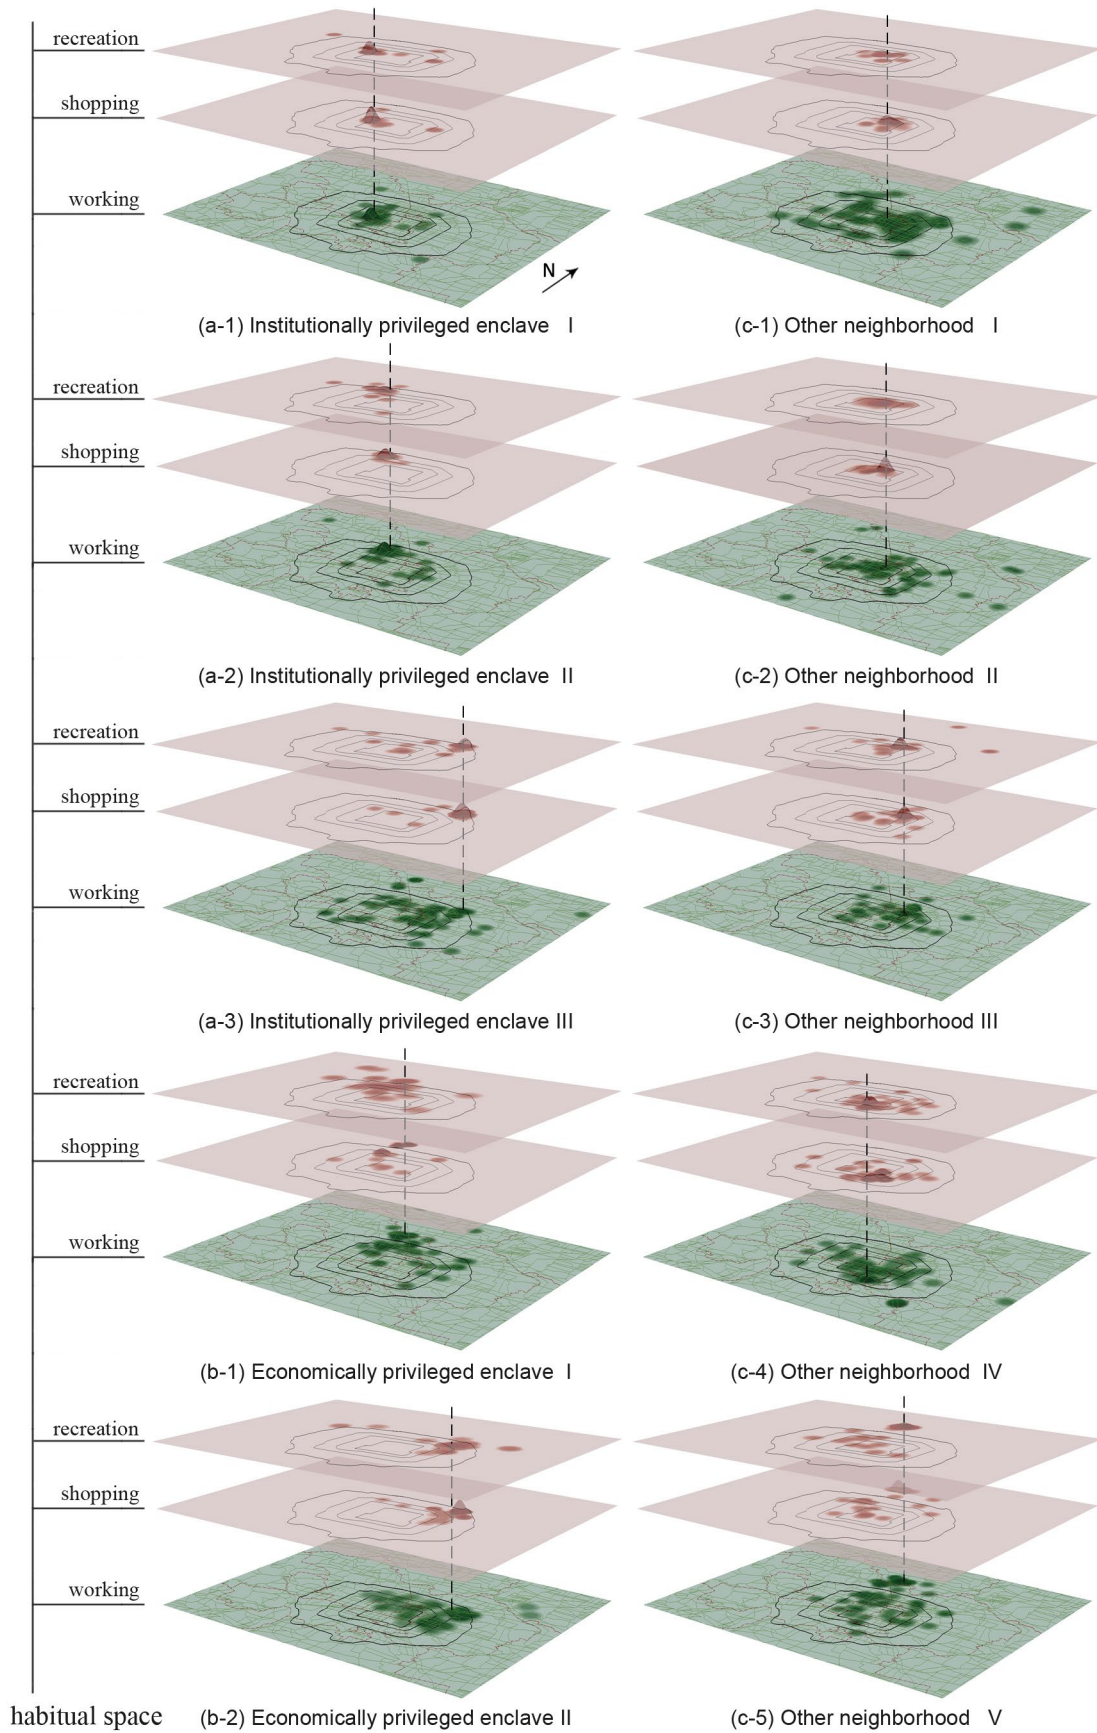 recreation
shopping
working
N
(a-1) Institutionally privileged enclave I
(c-1) Other neighborhood I
recreation
shopping
working
(a-2) Institutionally privileged enclave II
(c-2) Other neighborhood II
recreation
shopping
working
(a-3) Institutionally privileged enclave III
(c-3) Other neighborhood III
recreation
shopping
working
(b-1) Economically privileged enclave I
(c-4) Other neighborhood IV
recreation
shopping
working
habitual space
(b-2) Economically privileged enclave II
(c-5) Other neighborhood V